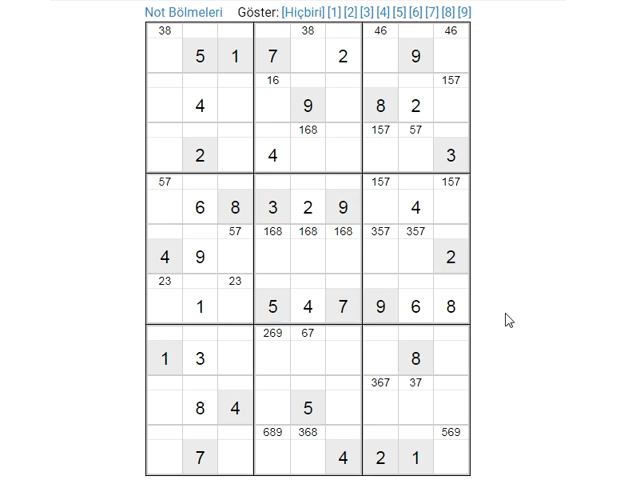 Not Bölmeleri Göster: [Hiçbiri] [1] [2] [3] [4] [5] [6] [7] [8] [9]
38 38 46 46
5 1 7 2 9
16 157
4 9 8 2
168 157 57
2 4 3
57 157 157
6 8 3 2 9 4
57 168 168 168 357 357
4 9 2
23 23
1 5 4 7 9 6 8
269 67
1 3 8
367 37
8 4 5
689 368 569
7 4 2 1